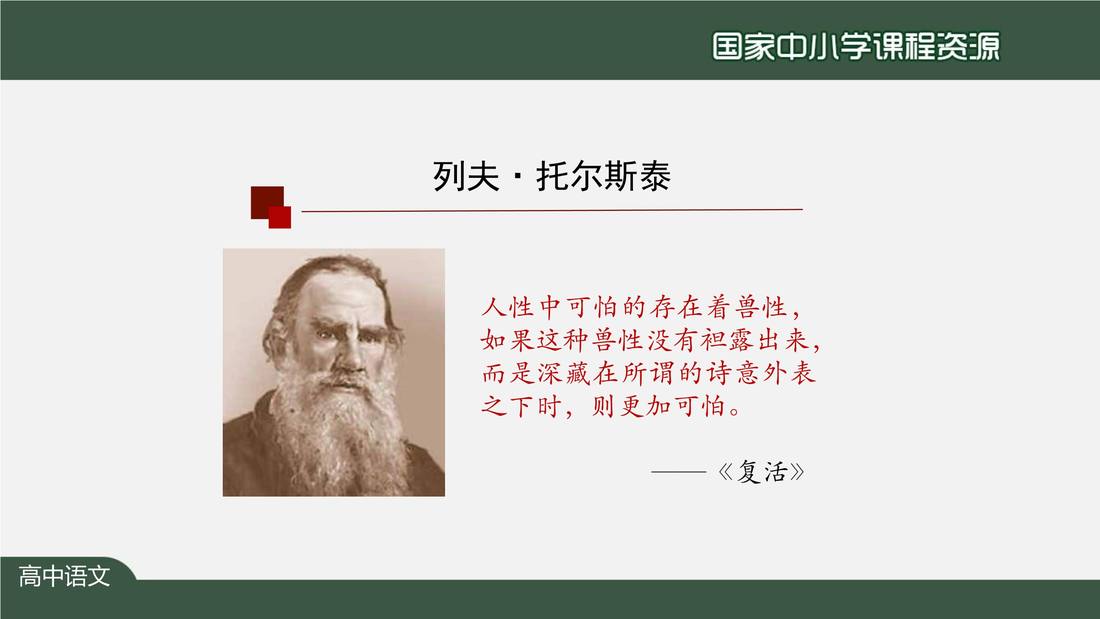 国家中小学课程资源
列夫·托尔斯泰
人性中可怕的存在着兽性，
如果这种兽性没有袒露出来，
而是深藏在所谓的诗意外表
之下时，则更加可怕。
——《复活》
高中语文